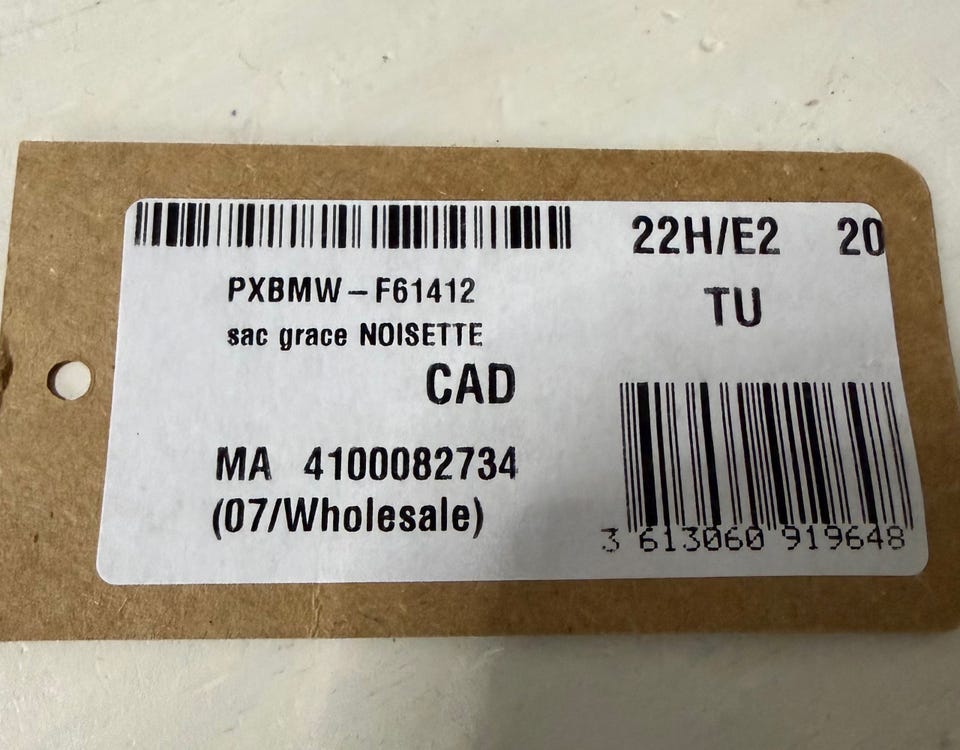 22H/E2 20
PXBMW-F61412
TU
sac grace NOISETTE
CAD
MA 4100082734
(07/Wholesale)
3 613060 919648